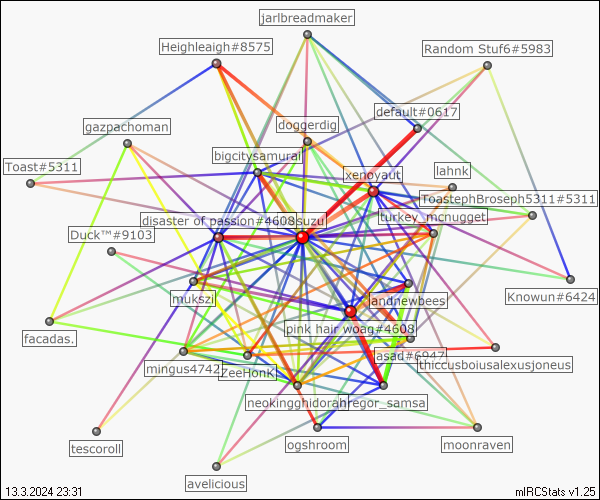 jarlbreadmaker
Heighleaigh#8575
Random Stuf6#5983
default#0617
gazpachoman
doggerdig
bigcitysamurai
Toast#5311
xenoyaut
lahnk
ToastephBroseph5311#5311
disaster of passion#4608
suzu
turkey_mcnugget
Duck™#9103
mukszi
landnewbees
Knowun#6424
pink hair woag#4608
facadas.
asad#6947
mingus4742
ZeeHonK
thiccusboiusalexusjoneus
neokingghidorah
regor_samsa
tescoroll
ogshroom
moonraven
avelicious
13.3.2024 23:31
mIRCStats v1.25